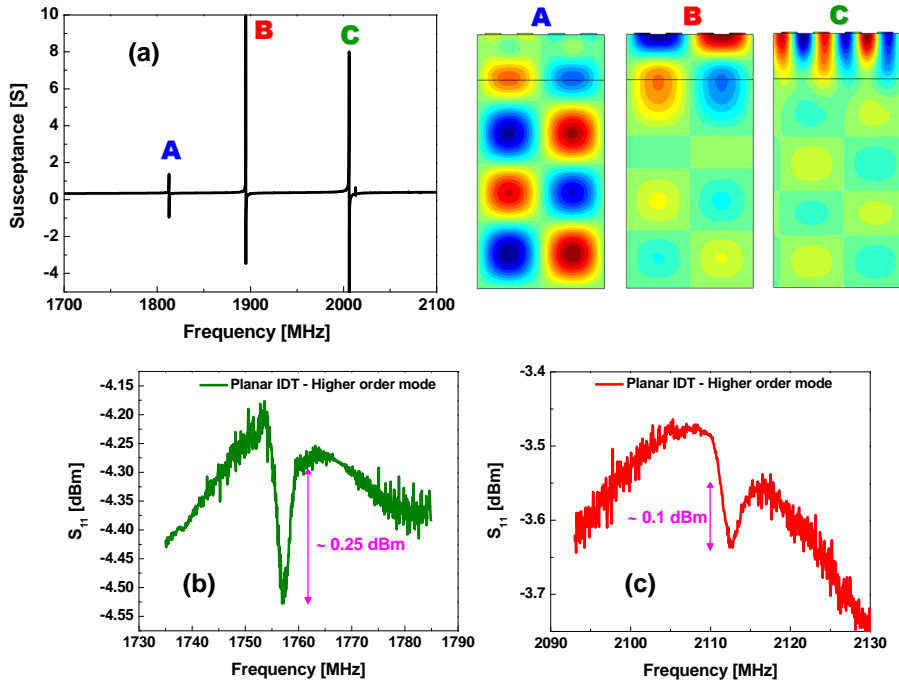 A B C
(a)
B
C
A
10
8
6
4
2
0
-2
-4
Susceptance [S]
1700 1800 1900 2000 2100
Frequency [MHz]
Planar IDT - Higher order mode
-4.15
-4.20
-4.25
-4.30
-4.35
-4.40
-4.45
-4.50
-4.55
S11 [dBm]
~ 0.25 dBm
(b)
1730 1740 1750 1760 1770 1780 1790
Frequency [MHz]
Planar IDT - Higher order mode
-3.4
-3.5
-3.6
-3.7
S11 [dBm]
~ 0.1 dBm
(c)
2090 2100 2110 2120 2130
Frequency [MHz]